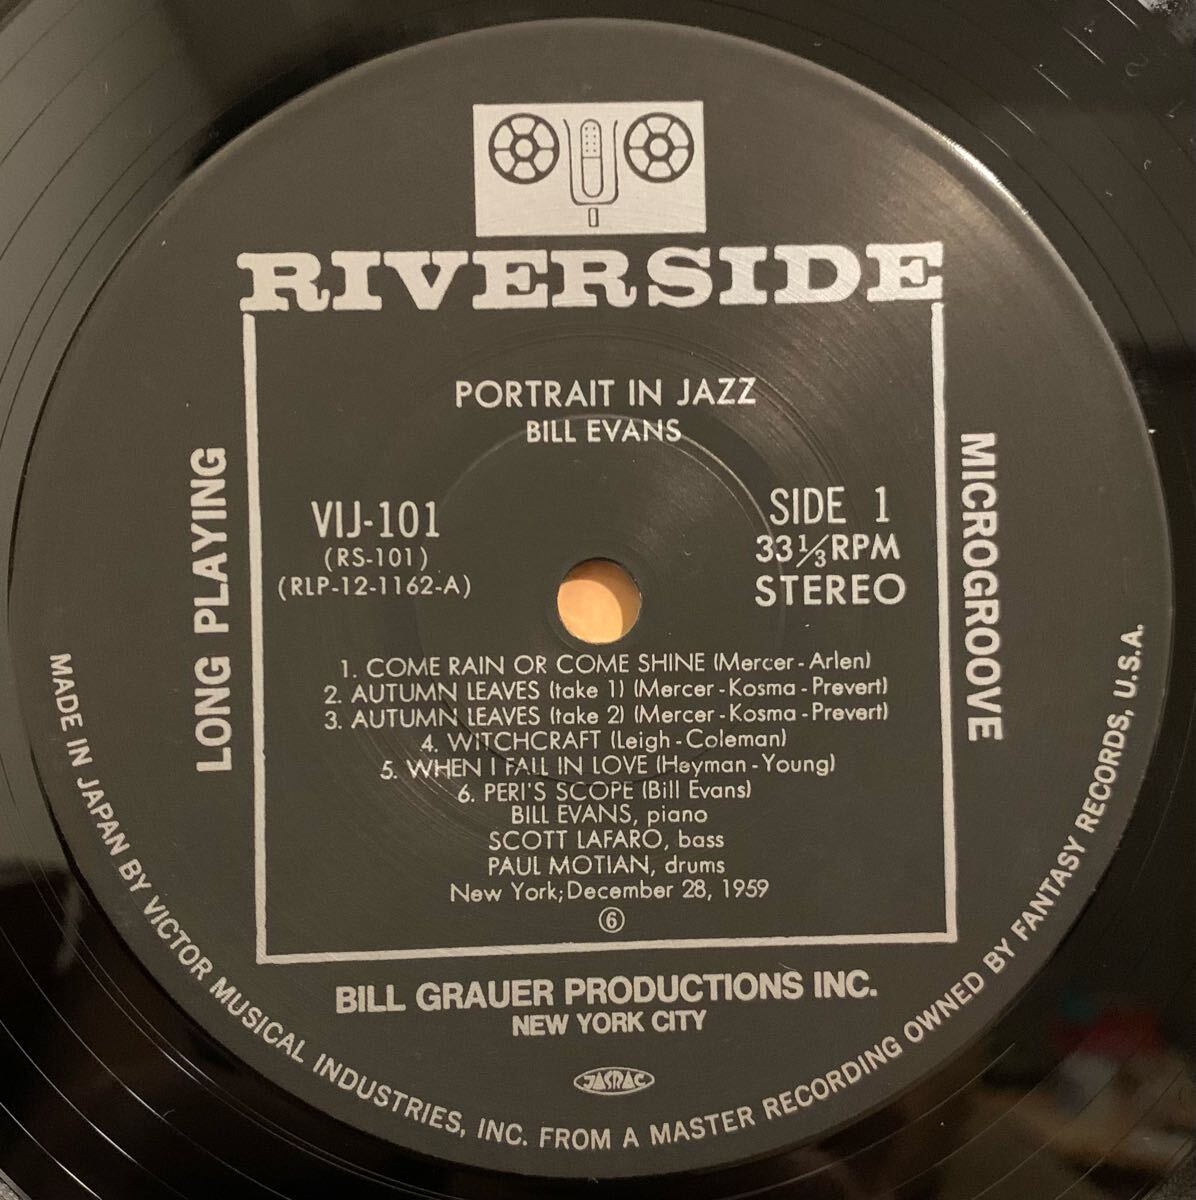 RIVERSIDE
PORTRAIT IN JAZZ
BILL EVANS
VIJ-101
(RS-101)
(RLP-12-1162-A)
SIDE 1
33 1/3 RPM
STEREO
LONG PLAYING
MICROGROOVE
1. COME RAIN OR COME SHINE (Mercer-Arlen)
2. AUTUMN LEAVES (take 1) (Mercer-Kosma-Prevert)
3. AUTUMN LEAVES (take 2) (Mercer-Kosma-Prevert)
4. WiTCHCRAFT (Leigh-Coleman)
5. WHEN I FALL IN LOVE (Heyman-Young)
6. PERI'S SCOPE (Bill Evans)
BILL EVANS, piano
SCOTT LAFARO, bass
PAUL MOTIAN, drums
New York; December 28, 1959
⑥
BILL GRAUER PRODUCTIONS INC.
NEW YORK CITY
JASRAC
MADE IN JAPAN BY VICTOR MUSICAL INDUSTRIES, INC. FROM A MASTER RECORDING OWNED BY FANTASY RECORDS, U.S.A.